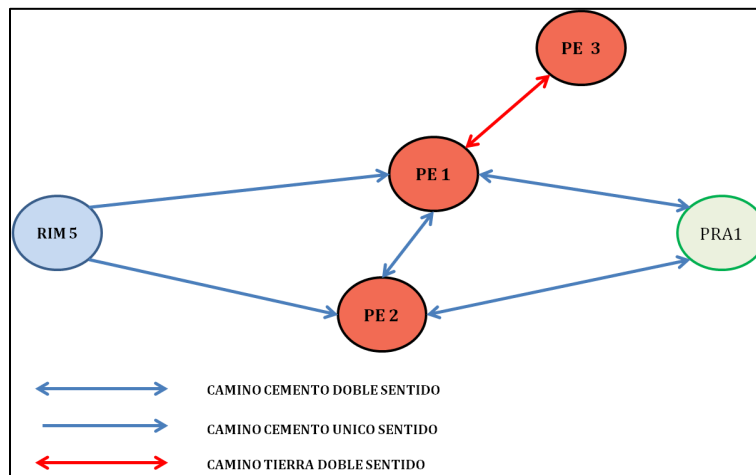 PE 3
PE 1
RIM 5
PRA1
PE 2
CAMINO CEMENTO DOBLE SENTIDO
CAMINO CEMENTO UNICO SENTIDO
CAMINO TIERRA DOBLE SENTIDO